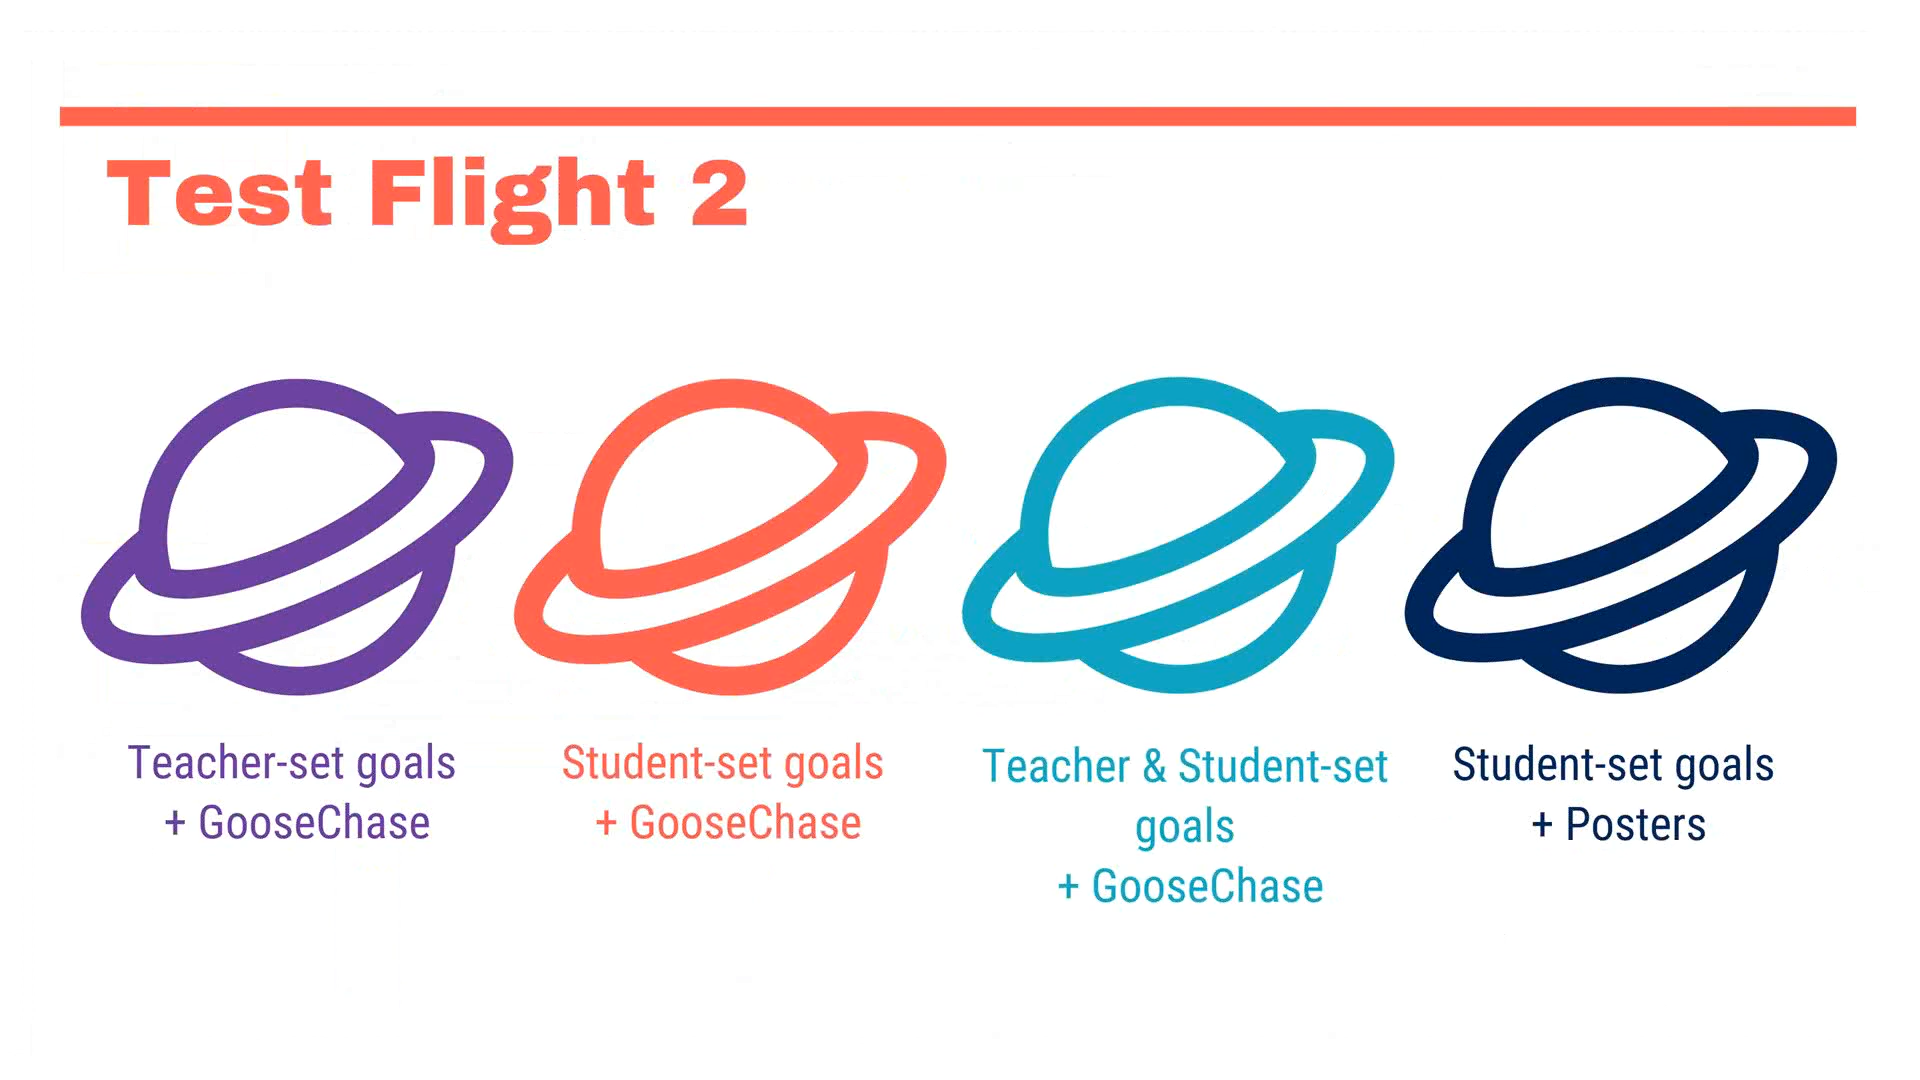 Test Flight 2
Teacher-set goals
+ GooseChase
Student-set goals
+ GooseChase
Teacher & Student-set
goals
+ GooseChase
Student-set goals
+ Posters